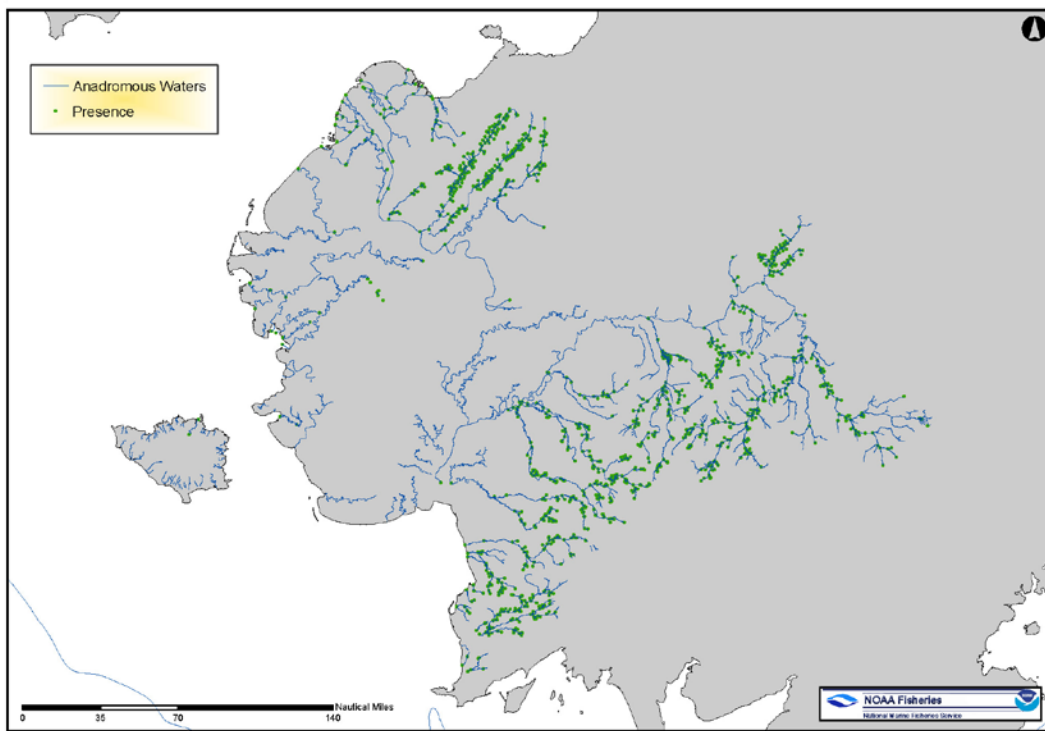 Anadromous Waters
Presence
Nautical Miles
0 35 70 140
NOAA Fisheries
National Marine Fisheries Service